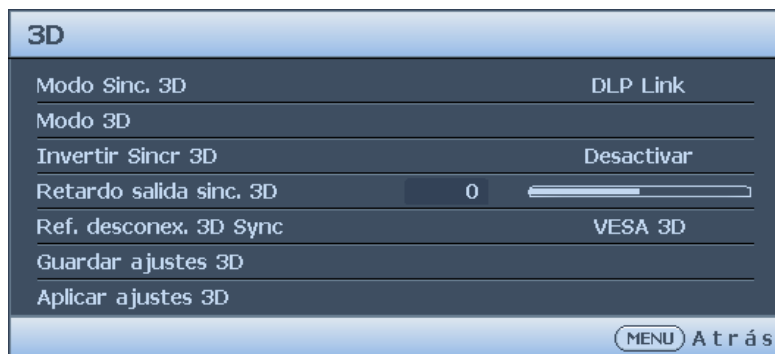 3D
Modo Sinc. 3D DLP Link
Modo 3D
Invertir Sincr 3D Desactivar
Retardo salida sinc. 3D 0
Ref. desconex. 3D Sync VESA 3D
Guardar ajustes 3D
Aplicar ajustes 3D
MENU Atrás